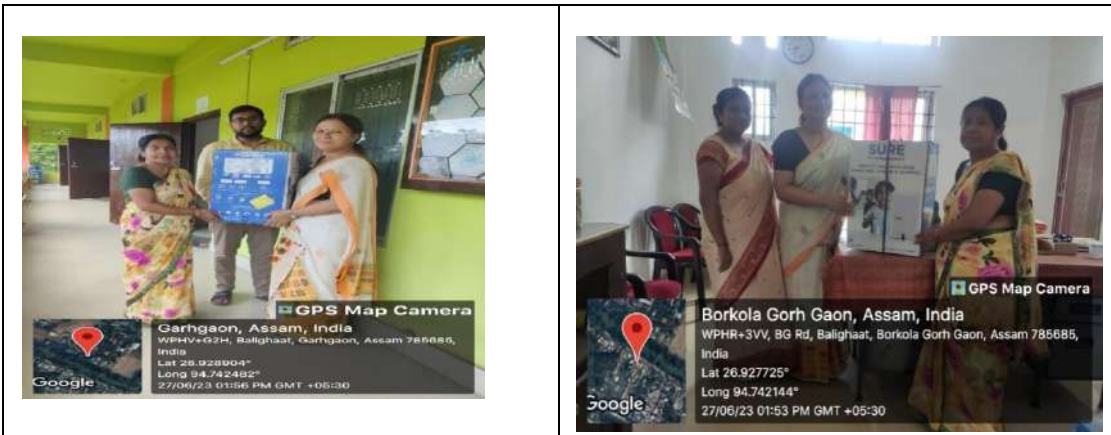 GPS Map Camera
Garhgaon, Assam, India
WPHV+G2H, Balighaat, Garhgaon, Assam 785685,
India
Lat 26.928904°
Long 94.742482°
27/06/23 01:56 PM GMT +05:30
Google
SURE
GPS Map Camera
Borkola Gorh Gaon, Assam, India
WPHR+3VV, BG Rd, Balighaat, Borkola Gorh Gaon, Assam 785685,
India
Lat 26.927725°
Long 94.742144°
27/06/23 01:53 PM GMT +05:30
Google